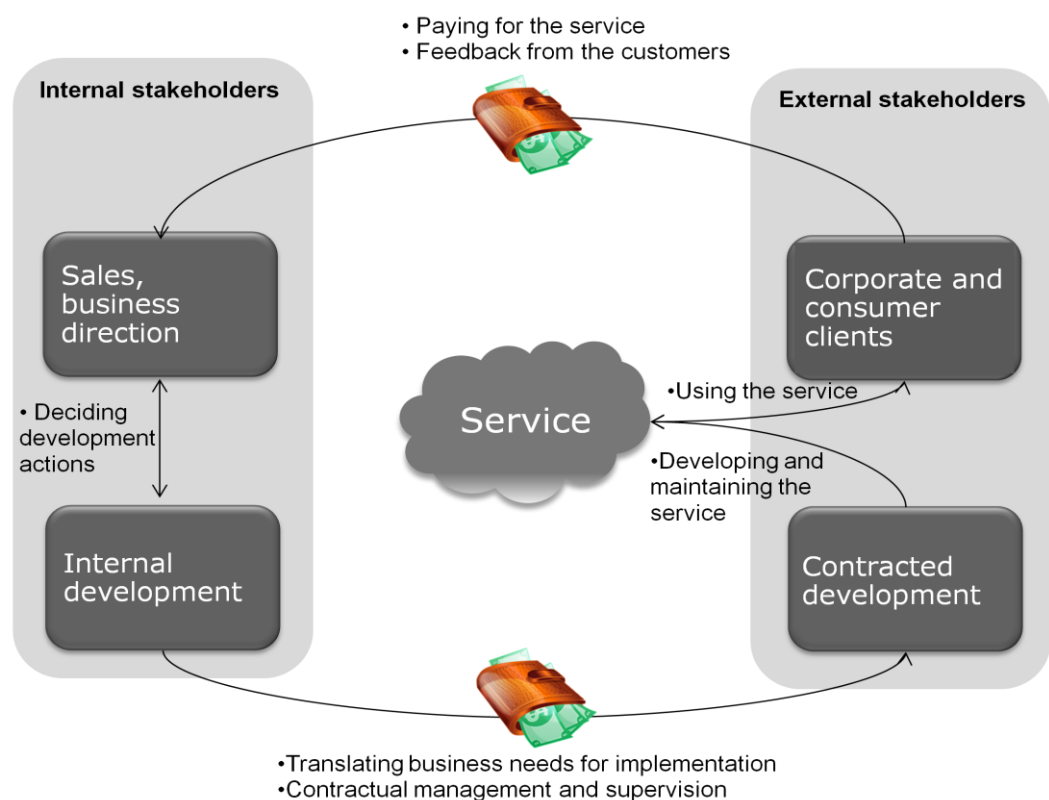 • Paying for the service
• Feedback from the customers
Internal stakeholders
External stakeholders
Sales,
business
direction
Corporate and
consumer
clients
• Deciding
development
actions
Service
•Using the service
•Developing and
maintaining the
service
Internal
development
Contracted
development
•Translating business needs for implementation
•Contractual management and supervision